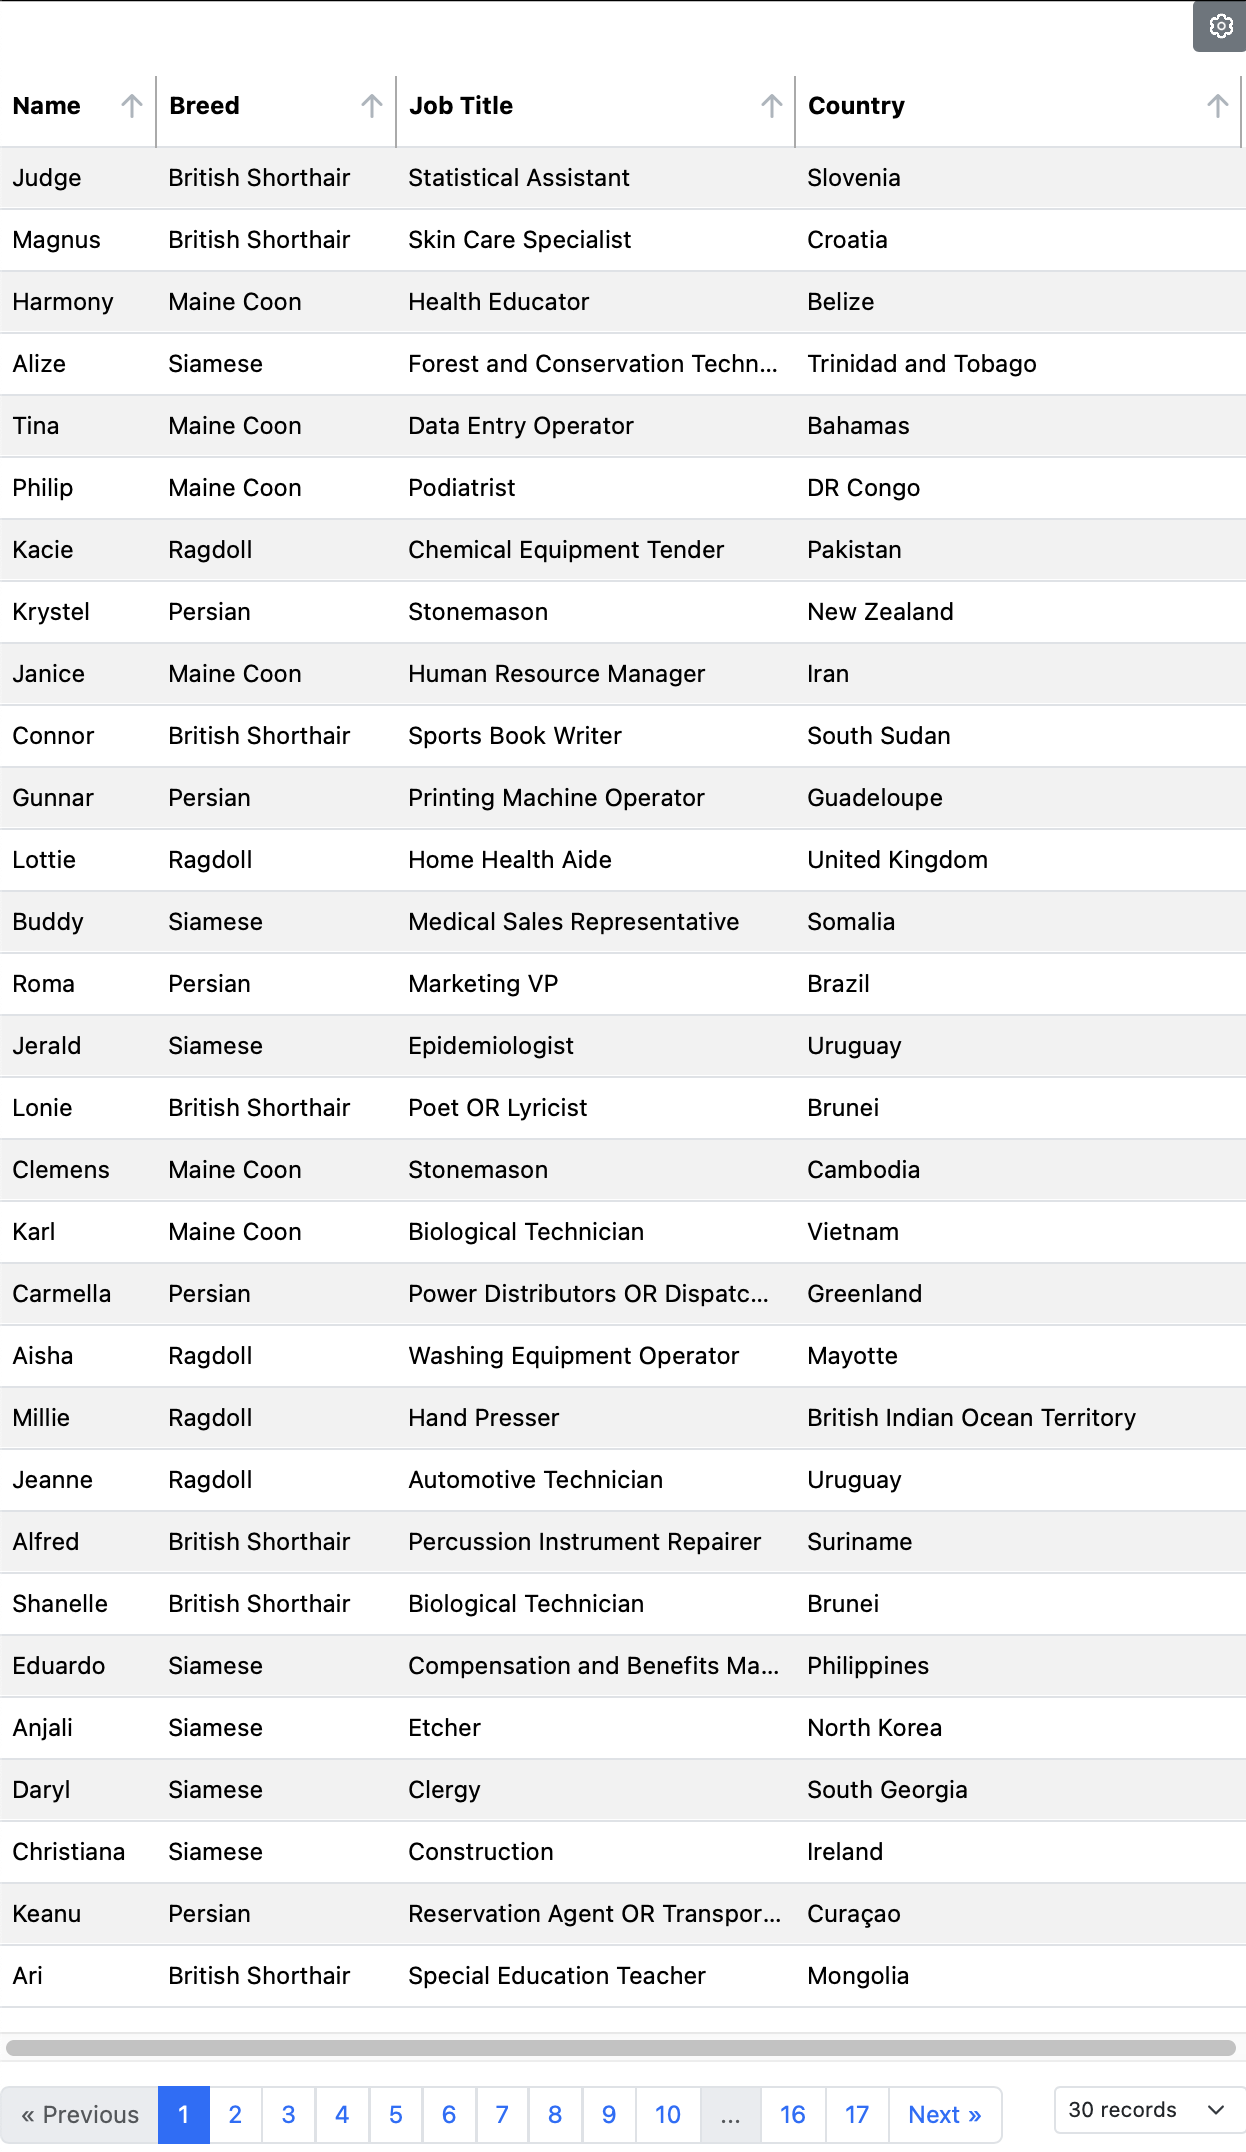 Name Breed Job Title Country
Judge British Shorthair Statistical Assistant Slovenia
Magnus British Shorthair Skin Care Specialist Croatia
Harmony Maine Coon Health Educator Belize
Alize Siamese Forest and Conservation Techn... Trinidad and Tobago
Tina Maine Coon Data Entry Operator Bahamas
Philip Maine Coon Podiatrist DR Congo
Kacie Ragdoll Chemical Equipment Tender Pakistan
Krystel Persian Stonemason New Zealand
Janice Maine Coon Human Resource Manager Iran
Connor British Shorthair Sports Book Writer South Sudan
Gunnar Persian Printing Machine Operator Guadeloupe
Lottie Ragdoll Home Health Aide United Kingdom
Buddy Siamese Medical Sales Representative Somalia
Roma Persian Marketing VP Brazil
Jerald Siamese Epidemiologist Uruguay
Lonie British Shorthair Poet OR Lyricist Brunei
Clemens Maine Coon Stonemason Cambodia
Karl Maine Coon Biological Technician Vietnam
Carmella Persian Power Distributors OR Dispatc... Greenland
Aisha Ragdoll Washing Equipment Operator Mayotte
Millie Ragdoll Hand Presser British Indian Ocean Territory
Jeanne Ragdoll Automotive Technician Uruguay
Alfred British Shorthair Percussion Instrument Repairer Suriname
Shanelle British Shorthair Biological Technician Brunei
Eduardo Siamese Compensation and Benefits Ma... Philippines
Anjali Siamese Etcher North Korea
Daryl Siamese Clergy South Georgia
Christiana Siamese Construction Ireland
Keanu Persian Reservation Agent OR Transpor... Curaçao
Ari British Shorthair Special Education Teacher Mongolia
« Previous 1 2 3 4 5 6 7 8 9 10 ... 16 17 Next » 30 records